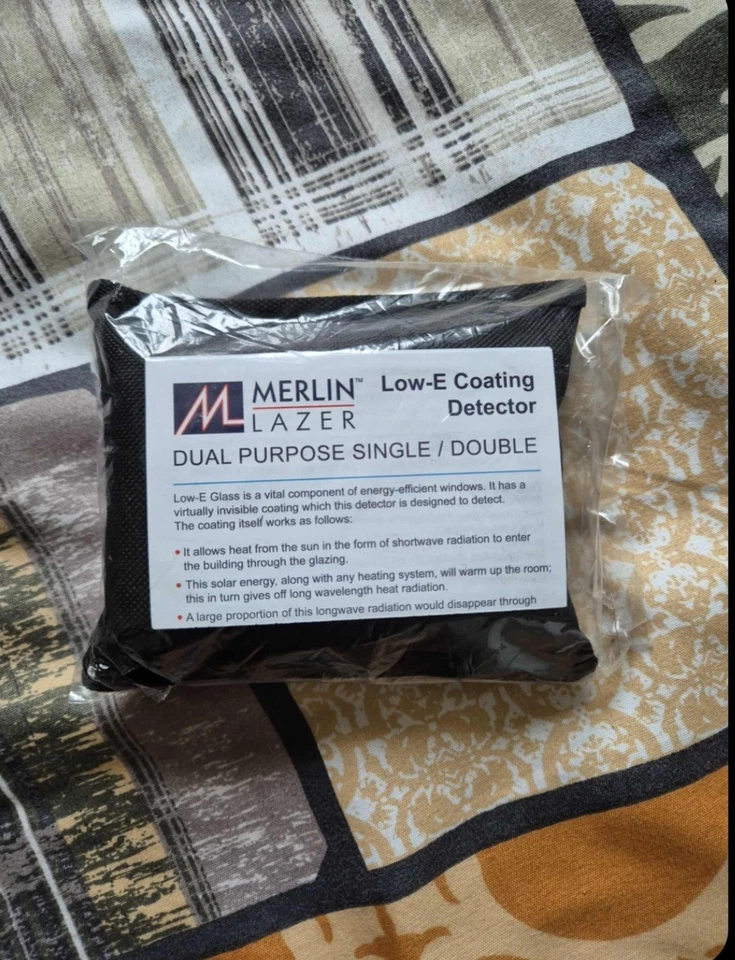 ML MERLIN™ LAZER
Low-E Coating
Detector
DUAL PURPOSE SINGLE / DOUBLE
Low-E Glass is a vital component of energy-efficient windows. It has a
virtually invisible coating which this detector is designed to detect.
The coating itself works as follows:
• It allows heat from the sun in the form of shortwave radiation to enter
the building through the glazing.
• This solar energy, along with any heating system, will warm up the room;
this in turn gives off long wavelength heat radiation.
• A large proportion of this longwave radiation would disappear through